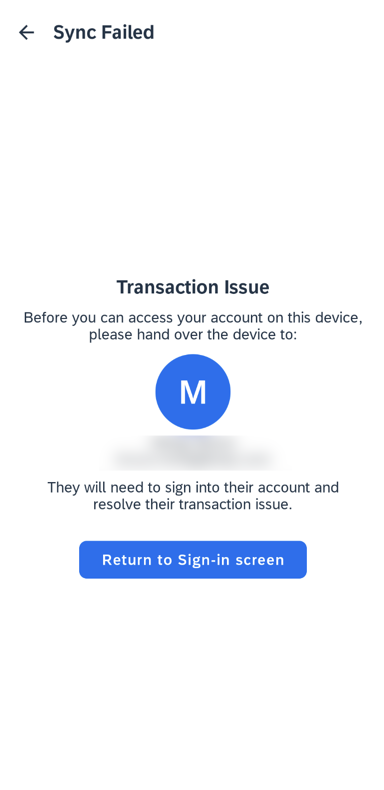 Sync Failed
Transaction Issue
Before you can access your account on this device,
please hand over the device to:
M
They will need to sign into their account and
resolve their transaction issue.
Return to Sign-in screen